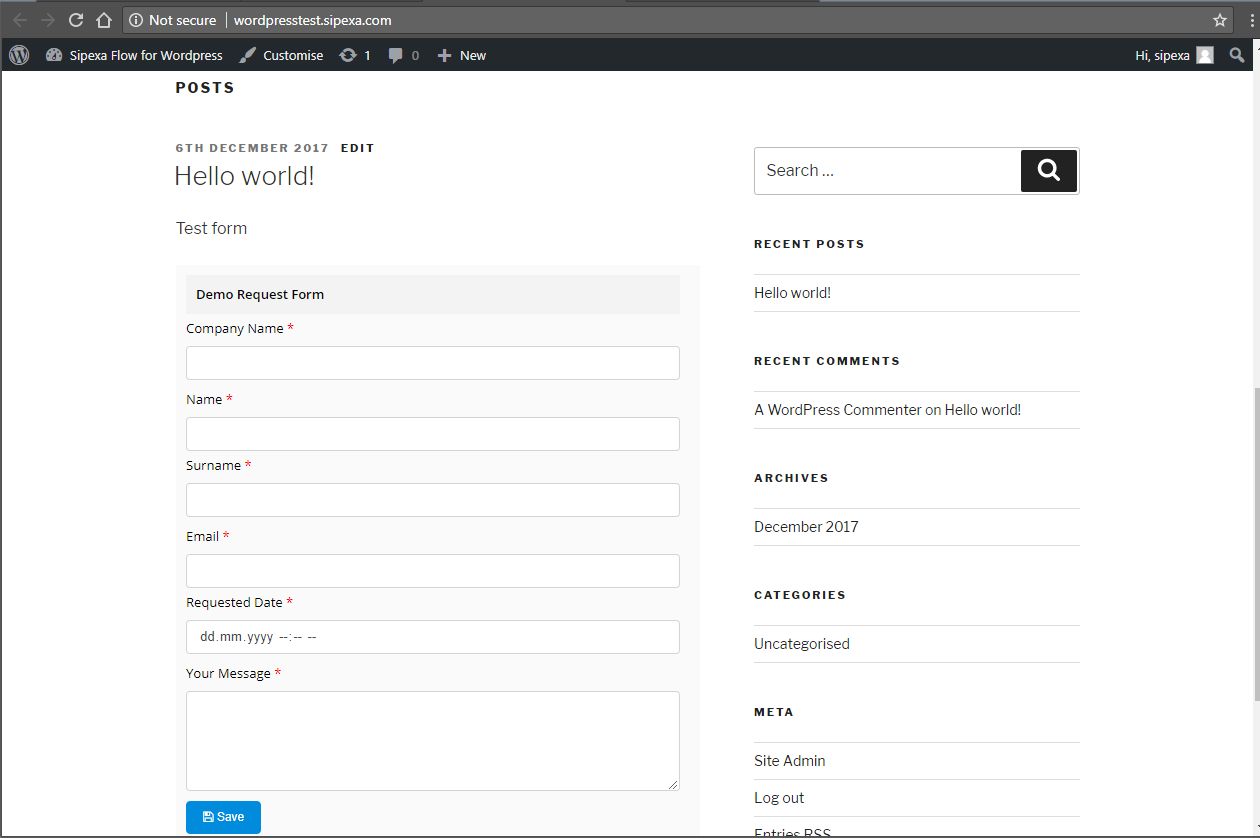 Not secure wordpresstest.sipexa.com
Sipexa Flow for Wordpress Customise 1 0 New Hi, sipexa
POSTS
6TH DECEMBER 2017 EDIT
Hello world!
Test form
Demo Request Form
Company Name *
Name *
Surname *
Email *
Requested Date *
dd.mm.yyyy --:-- --
Your Message *
Save
Search ...
RECENT POSTS
Hello world!
RECENT COMMENTS
A WordPress Commenter on Hello world!
ARCHIVES
December 2017
CATEGORIES
Uncategorised
META
Site Admin
Log out
Entries RSS